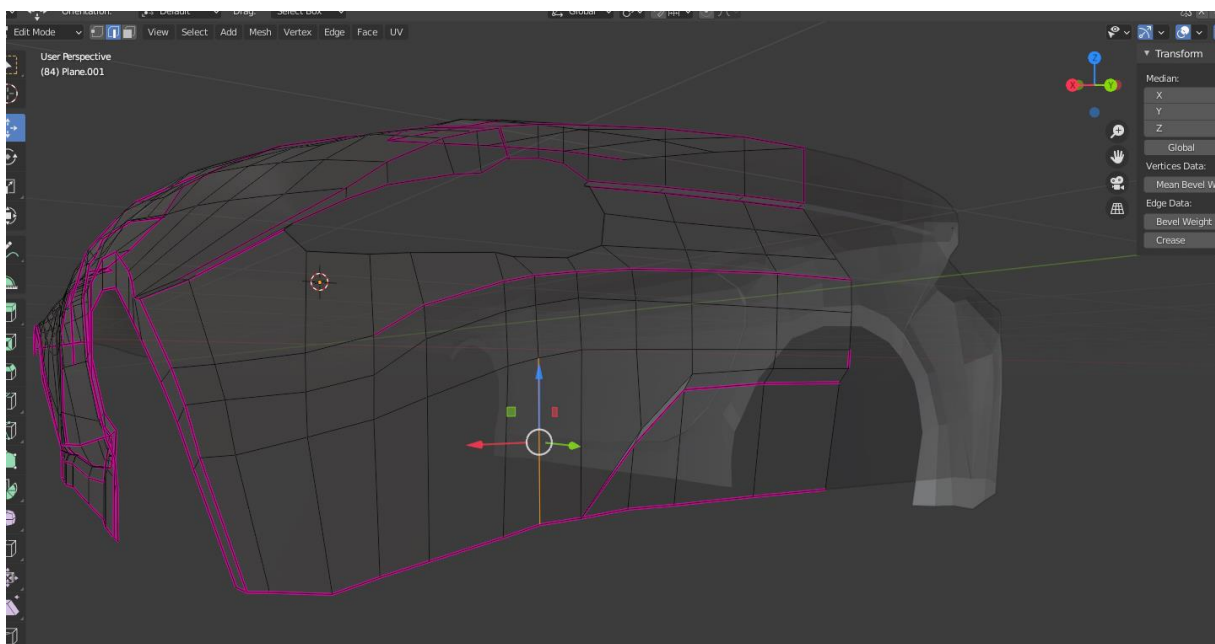 Orientation: Default Drag: Select Box Global
Edit Mode View Select Add Mesh Vertex Edge Face UV
User Perspective
(84) Plane.001
Z
X
Y
Transform
Median:
X
Y
Z
Global
Vertices Data:
Mean Bevel W
Edge Data:
Bevel Weight
Crease